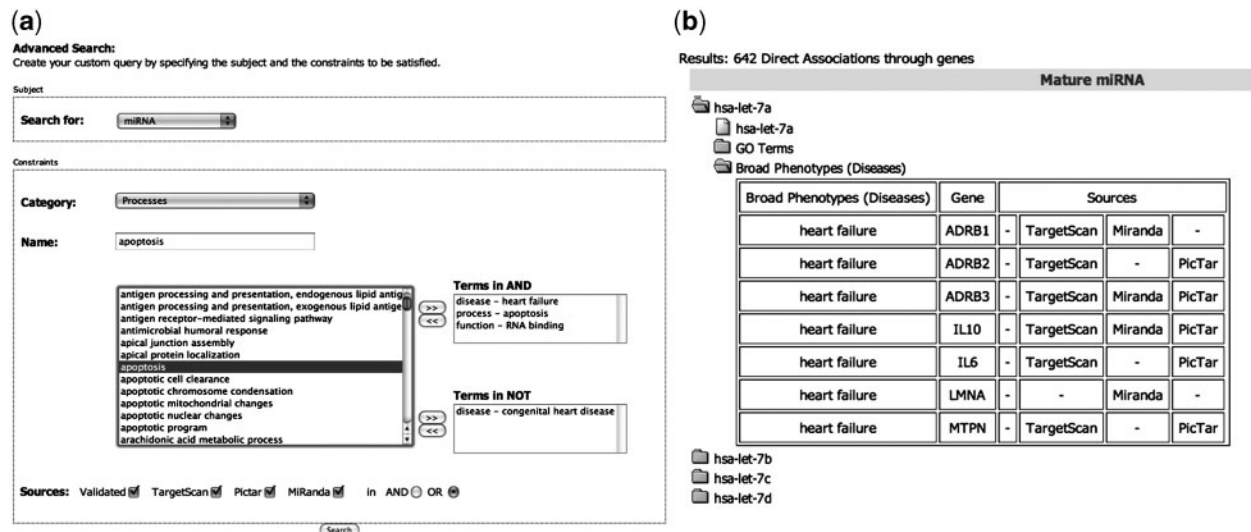 (a)
Advanced Search:
Create your custom query by specifying the subject and the constraints to be satisfied.
Subject
Search for: miRNA
Constraints
Category: Processes
Name: apoptosis
antigen processing and presentation, endogenous lipid antig
antigen processing and presentation, exogenous lipid antige
antigen receptor-mediated signaling pathway
antimicrobial humoral response
apical junction assembly
apical protein localization
apoptosis
apoptotic cell clearance
apoptotic chromosome condensation
apoptotic mitochondrial changes
apoptotic nuclear changes
apoptotic program
arachidonic acid metabolic process
>>
<<
Terms in AND
disease - heart failure
process - apoptosis
function - RNA binding
>>
<<
Terms in NOT
disease - congenital heart disease
Sources: Validated TargetScan Pictar MiRanda in AND OR
Search
(b)
Results: 642 Direct Associations through genes
Mature miRNA
hsa-let-7a
hsa-let-7a
GO Terms
Broad Phenotypes (Diseases)
Broad Phenotypes (Diseases) Gene Sources
heart failure ADRB1 - TargetScan Miranda -
heart failure ADRB2 - TargetScan - PicTar
heart failure ADRB3 - TargetScan Miranda PicTar
heart failure IL10 - TargetScan Miranda PicTar
heart failure IL6 - TargetScan - PicTar
heart failure LMNA - - Miranda -
heart failure MTPN - TargetScan - PicTar
hsa-let-7b
hsa-let-7c
hsa-let-7d